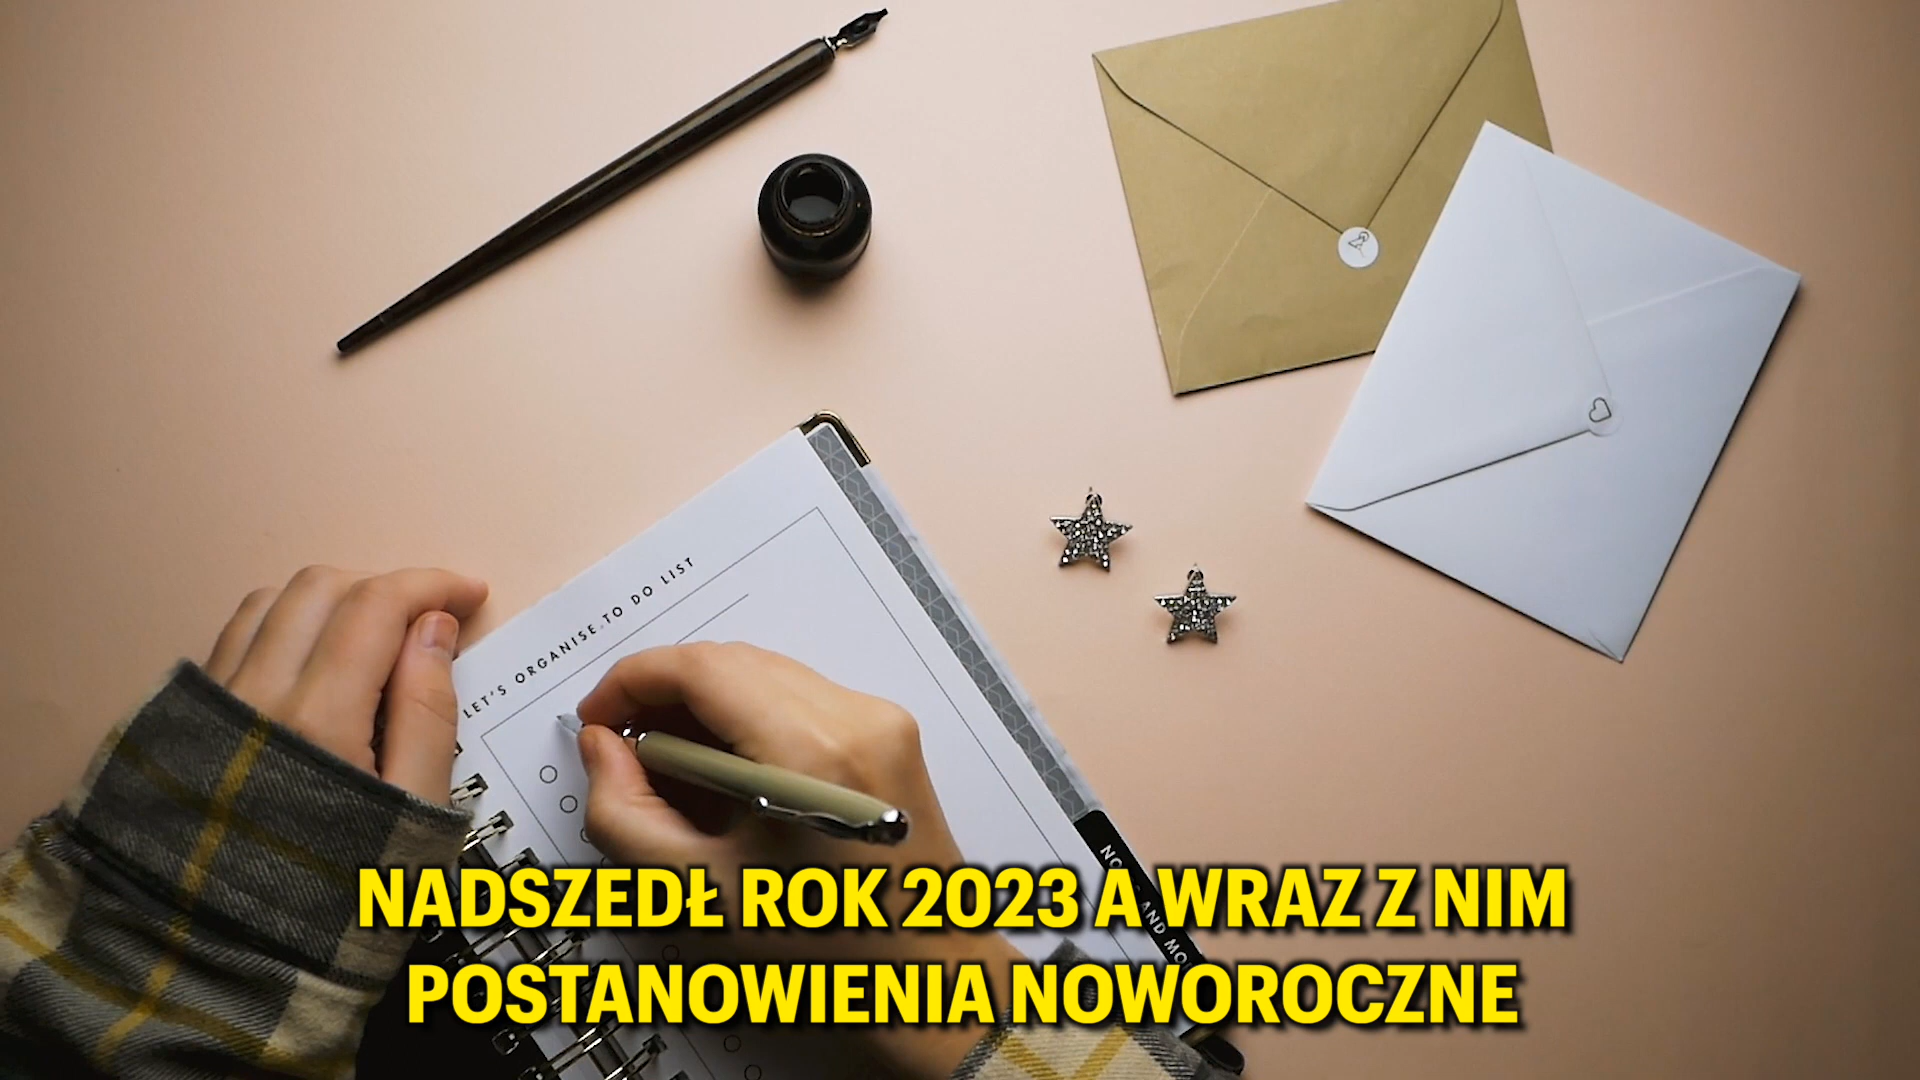 LET'S ORGANISE.TO DO LIST
NADSZEDŁ ROK 2023 A WRAZ Z NIM
POSTANOWIENIA NOWOROCZNE